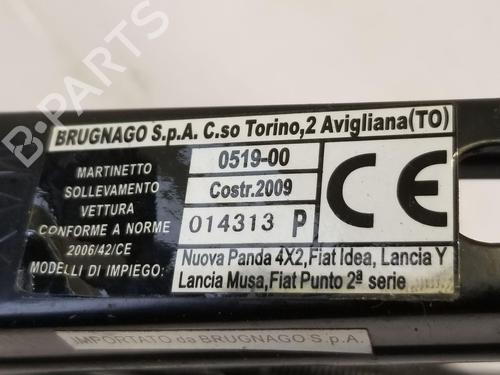 B-PARTS
BRUGNAGO S.p.A. C.so Torino,2 Avigliana(TO)
MARTINETTO
SOLLEVAMENTO
VETTURA
CONFORME A NORME
2006/42/CE
MODELLI DI IMPIEGO:
0519-00
Costr.2009
014313 P
CE
Nuova Panda 4X2,Fiat Idea, Lancia Y
Lancia Musa,Fiat Punto 2ª serie
IMPORTATO da BRUGNAGO S.p.A.